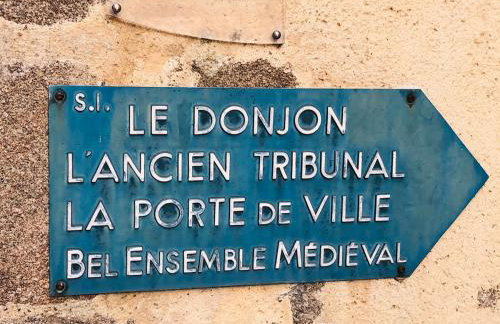 S.I. LE DONJON
L'ANCIEN TRIBUNAL
LA PORTE DE VILLE
BEL ENSEMBLE MÉDIÉVAL